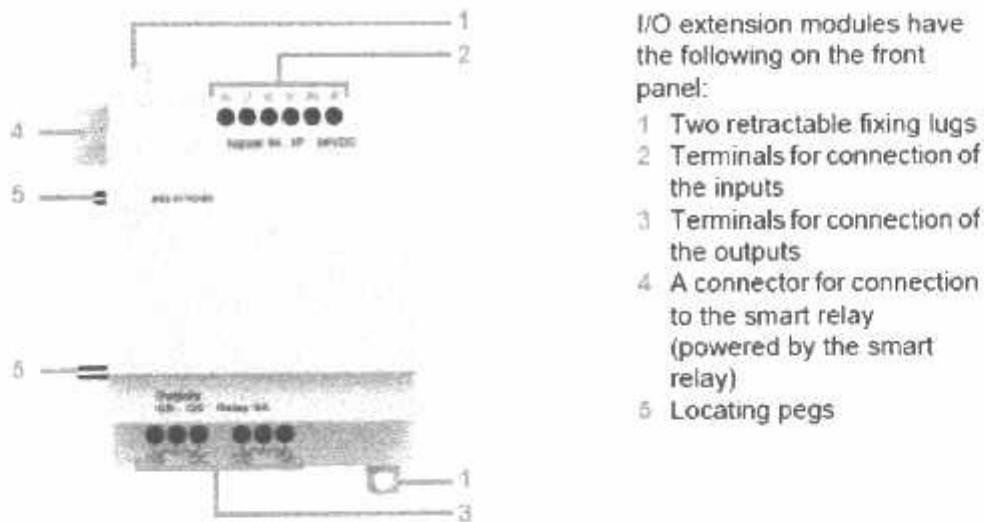 1
2
4
5
5
Outputs
1
3
I/O extension modules have
the following on the front
panel:
1 Two retractable fixing lugs
2 Terminals for connection of
the inputs
3 Terminals for connection of
the outputs
4 A connector for connection
to the smart relay
(powered by the smart
relay)
5 Locating pegs